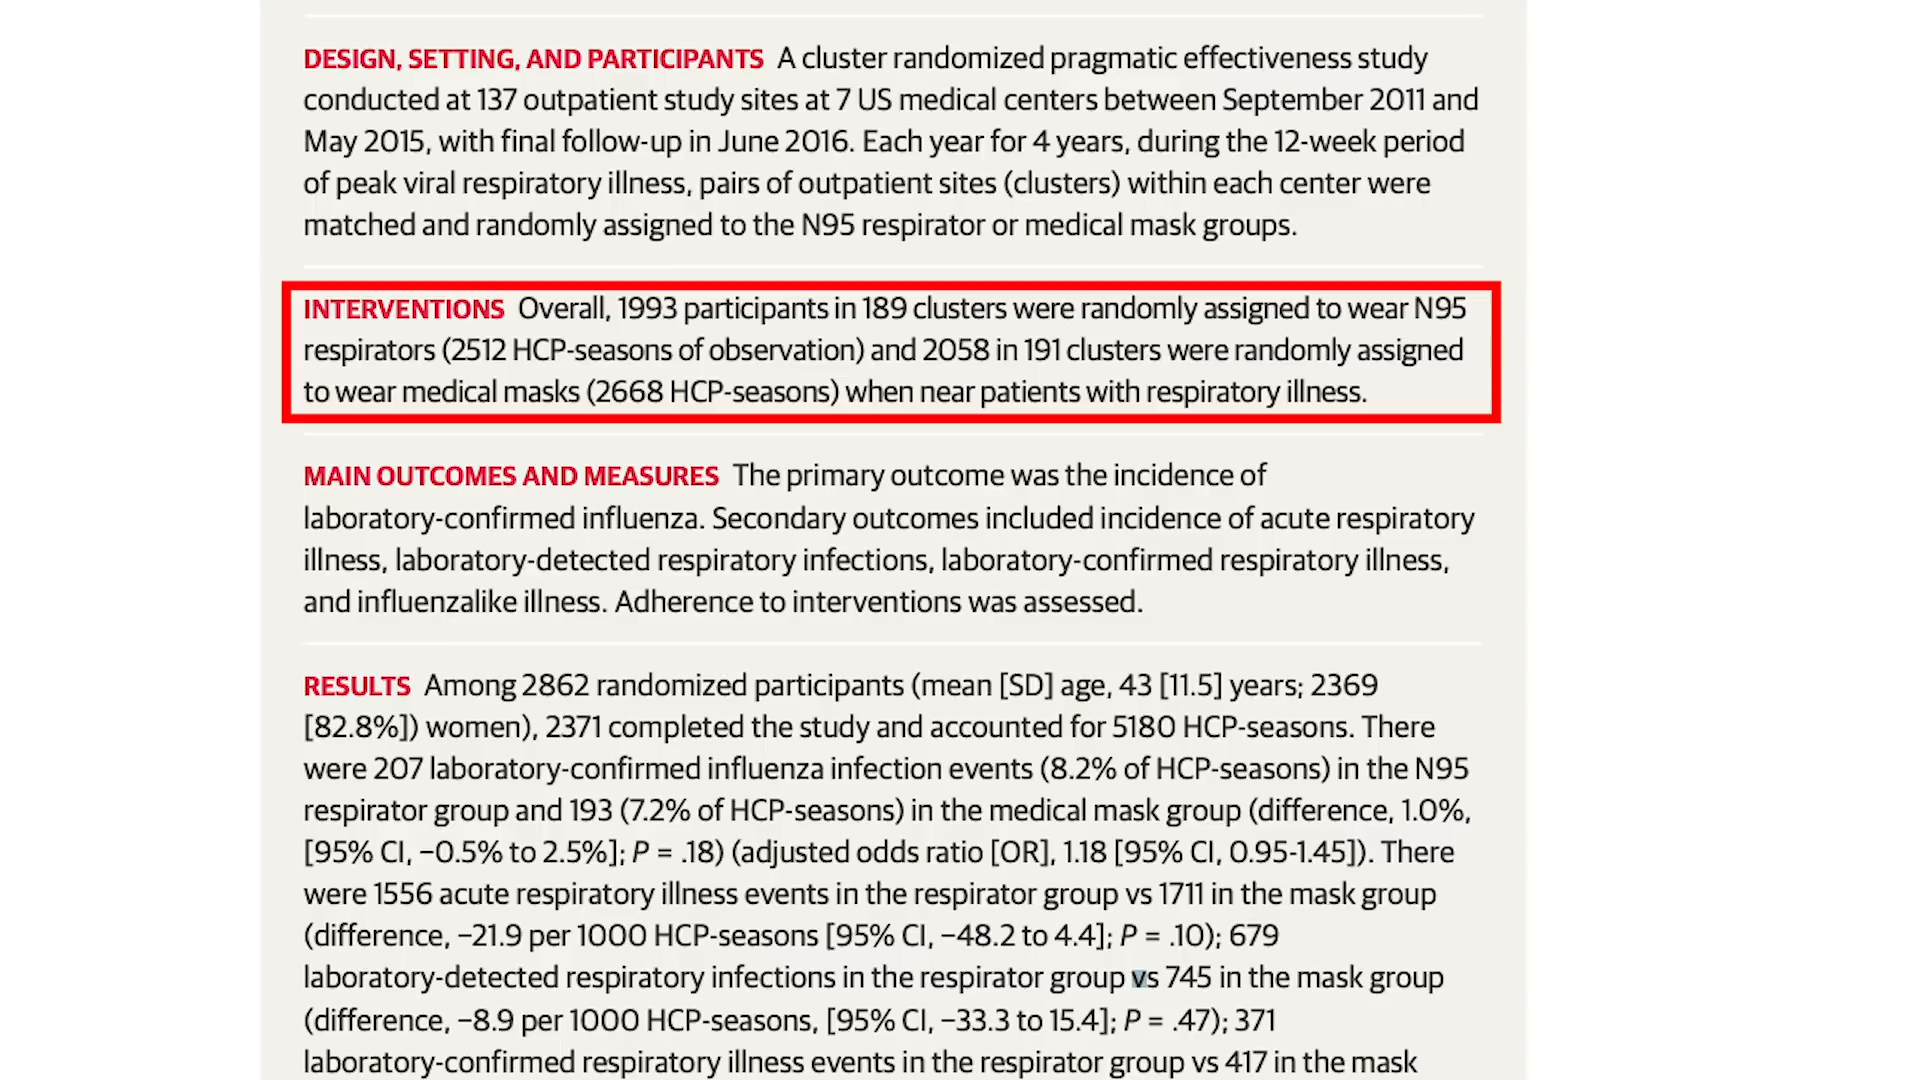 DESIGN, SETTING, AND PARTICIPANTS A cluster randomized pragmatic effectiveness study
conducted at 137 outpatient study sites at 7 US medical centers between September 2011 and
May 2015, with final follow-up in June 2016. Each year for 4 years, during the 12-week period
of peak viral respiratory illness, pairs of outpatient sites (clusters) within each center were
matched and randomly assigned to the N95 respirator or medical mask groups.
INTERVENTIONS Overall, 1993 participants in 189 clusters were randomly assigned to wear N95
respirators (2512 HCP-seasons of observation) and 2058 in 191 clusters were randomly assigned
to wear medical masks (2668 HCP-seasons) when near patients with respiratory illness.
MAIN OUTCOMES AND MEASURES The primary outcome was the incidence of
laboratory-confirmed influenza. Secondary outcomes included incidence of acute respiratory
illness, laboratory-detected respiratory infections, laboratory-confirmed respiratory illness,
and influenzalike illness. Adherence to interventions was assessed.
RESULTS Among 2862 randomized participants (mean [SD] age, 43 [11.5] years; 2369
[82.8%]) women), 2371 completed the study and accounted for 5180 HCP-seasons. There
were 207 laboratory-confirmed influenza infection events (8.2% of HCP-seasons) in the N95
respirator group and 193 (7.2% of HCP-seasons) in the medical mask group (difference, 1.0%,
[95% CI, −0.5% to 2.5%]; P = .18) (adjusted odds ratio [OR], 1.18 [95% CI, 0.95-1.45]). There
were 1556 acute respiratory illness events in the respirator group vs 1711 in the mask group
(difference, −21.9 per 1000 HCP-seasons [95% CI, −48.2 to 4.4]; P = .10); 679
laboratory-detected respiratory infections in the respirator group vs 745 in the mask group
(difference, −8.9 per 1000 HCP-seasons, [95% CI, −33.3 to 15.4]; P = .47); 371
laboratory-confirmed respiratory illness events in the respirator group vs 417 in the mask